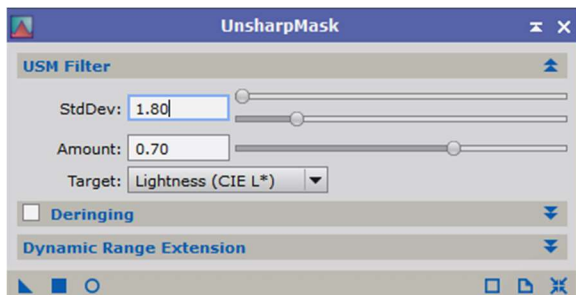 UnsharpMask
USM Filter
StdDev: 1.80
Amount: 0.70
Target: Lightness (CIE L*)
Deringing
Dynamic Range Extension